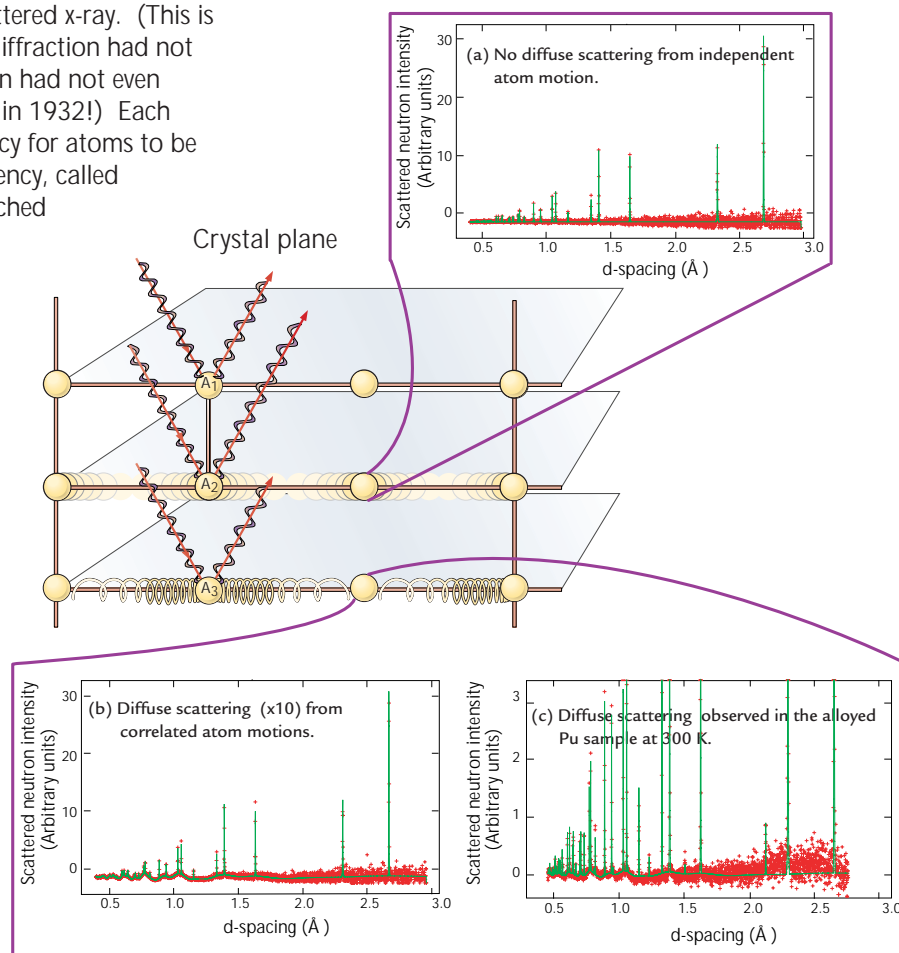 ttered x-ray. (This is
iffraction had not
n had not even
in 1932!) Each
cy for atoms to be
ency, called
ched
Crystal plane
A1
A2
A3
(a) No diffuse scattering from independent
atom motion.
Scattered neutron intensity
(Arbitrary units)
30
20
10
0
0.5 1.0 1.5 2.0 2.5 3.0
d-spacing (Å )
(b) Diffuse scattering (x10) from
correlated atom motions.
Scattered neutron intensity
(Arbitrary units)
30
20
10
0
0.5 1.0 1.5 2.0 2.5 3.0
d-spacing (Å )
(c) Diffuse scattering observed in the alloyed
Pu sample at 300 K.
Scattered neutron intensity
(Arbitrary units)
3
2
1
0
0.5 1.0 1.5 2.0 2.5 3.0
d-spacing (Å )